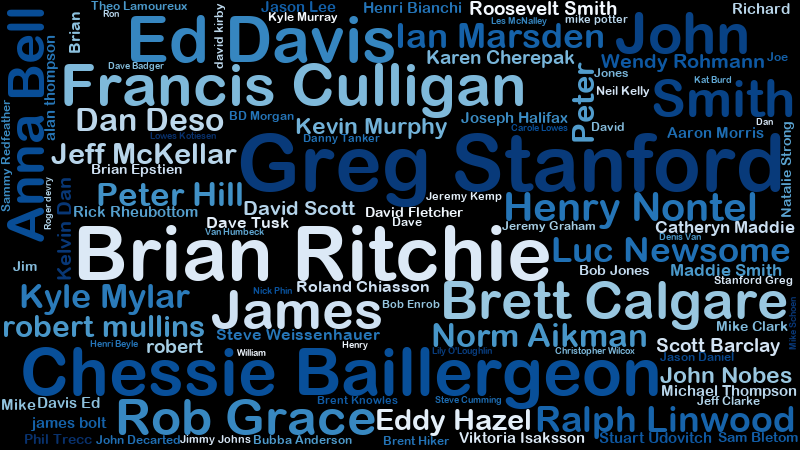 Theo Lamoureux
Jason Lee
Henri Bianchi
Roosevelt Smith
Richard
Ron
Brian
Kyle Murray
Les McNalley
mike potter
david kirby
Ed Davis
Ian Marsden
John
Anna Bell
alan thompson
Karen Cherepak
Wendy Rohmann
Joe
Dave Badger
Francis Culligan
Peter
Jones
Kat Burd
Neil Kelly
Smith
Sammy Redfeather
Dan Deso
BD Morgan
Joseph Halifax
Kevin Murphy
David
Dan
Aaron Morris
Carole Lowes
Lowes Kobesen
Danny Tanker
Natalie Strong
Jeff McKellar
Greg Stanford
Brian Epstien
Roger devry
Kelvin Dan
Peter Hill
Jeremy Kemp
Henry Nontel
Rick Rheubottom
David Scott
David Fletcher
Dave Tusk
Dave
Jeremy Graham
Catheryn Maddie
Van Humbeck
Denis Van
Brian Ritchie
Luc Newsome
Jim
Bob Jones
Maddie Smith
Stanford Greg
Kyle Mylar
Nick Phin
Roland Chiasson
James
Bob Enrob
Brett Calgare
Mike Schoen
robert mullins
Steve Weissenhauer
Norm Aikman
Mike Clark
Henri Beyle
robert
Henry
William
Lily O'Loughlin
Christopher Wilcox
Scott Barclay
Jason Daniel
Chessie Baillergeon
John Nobes
Michael Thompson
Mike
Davis Ed
Brent Knowles
Steve Cumming
Jeff Clarke
james bolt
Rob Grace
Eddy Hazel
Ralph Linwood
Phil Trecc
John Decarted
Jimmy Johns
Bubba Anderson
Brent Hiker
Viktoria Isaksson
Stuart Udovitch
Sam Bletom